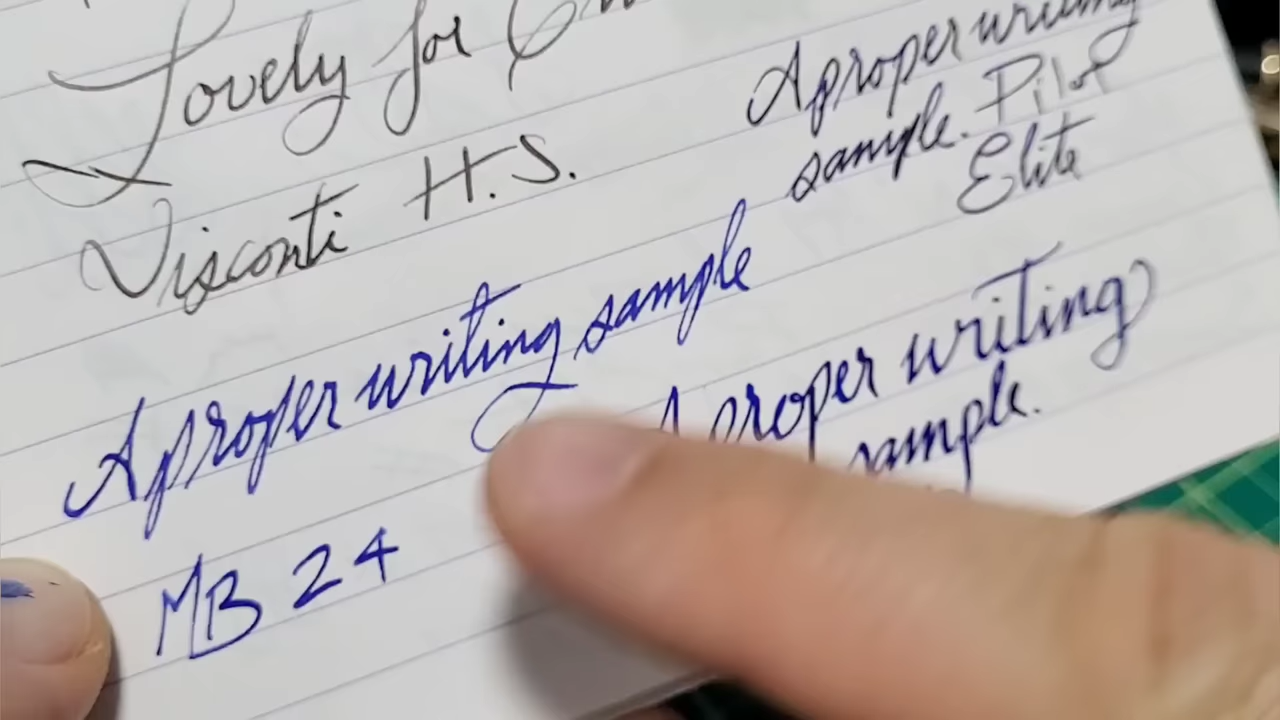 Lovely for
Visconti H.S.
A proper writing
sample. Pilot
Elite
A proper writing sample
MB 24
A proper writing
sample.